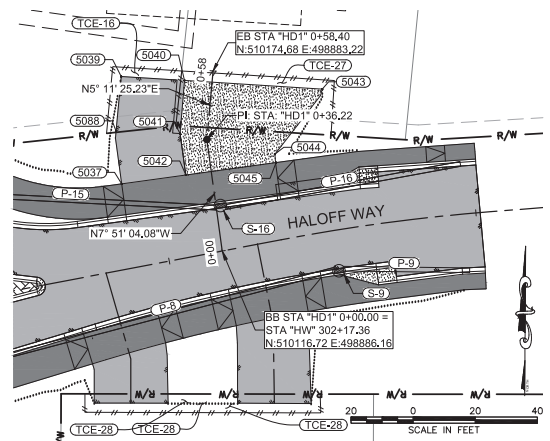 TCE-16
EB STA "HD1" 0+58.40
N:510174.68 E:498883.22
5039
5040
0+58
TCE-27
5043
N5° 11' 25.23"E
5088
5041
PI: STA: "HD1" 0+36.22
R/W
R/W
R/W
5042
5044
5037
5045
P-15
P-16
N7° 51' 04.08"W
S-16
HALOFF WAY
0+00
P-9
S-9
P-8
BB STA "HD1" 0+00.00 =
STA "HW" 302+17.36
N:510116.72 E:498886.16
R/W
R/W
R/W
R/W
TCE-28
TCE-28
TCE-28
20
0
20
40
SCALE IN FEET